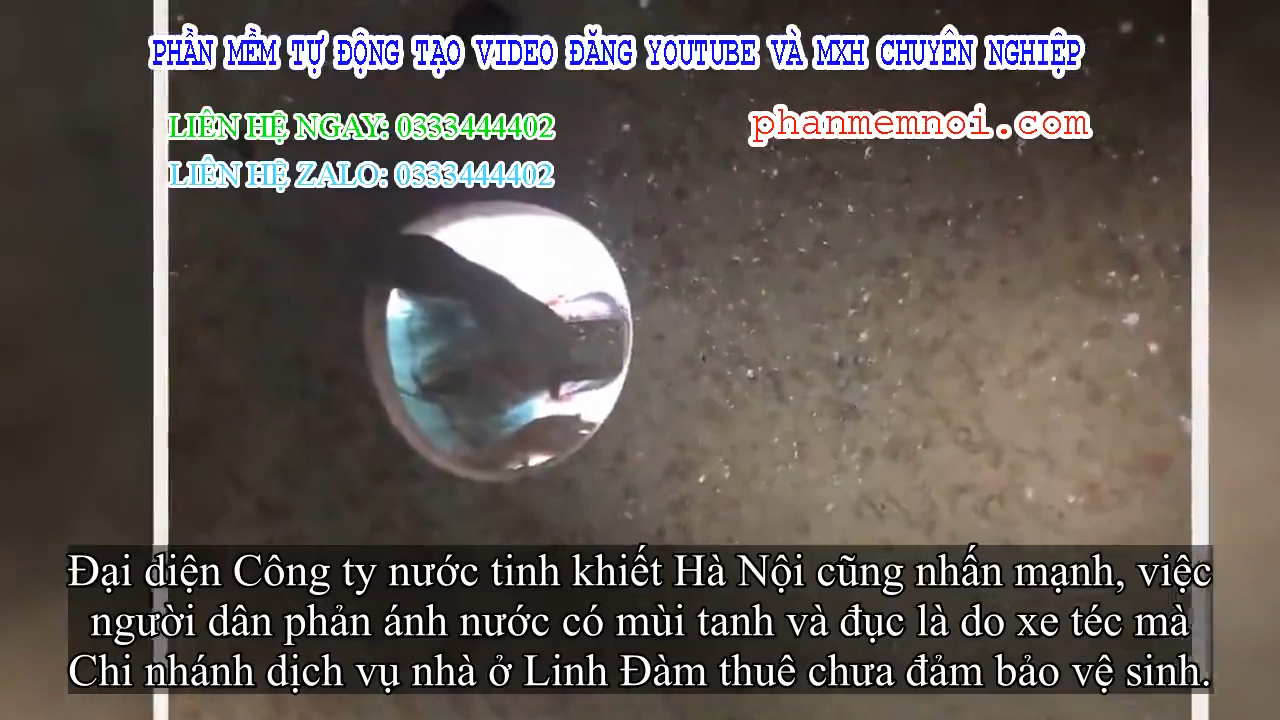 PHẦN MỀM TỰ ĐỘNG TẠO VIDEO ĐĂNG YOUTUBE VÀ MXH CHUYÊN NGHIỆP
LIÊN HỆ NGAY: 0333444402
phanmemnoi.com
LIÊN HỆ ZALO: 0333444402
Đại diện Công ty nước tinh khiết Hà Nội cũng nhấn mạnh, việc
người dân phản ánh nước có mùi tanh và đục là do xe téc mà
Chi nhánh dịch vụ nhà ở Linh Đàm thuê chưa đảm bảo vệ sinh.